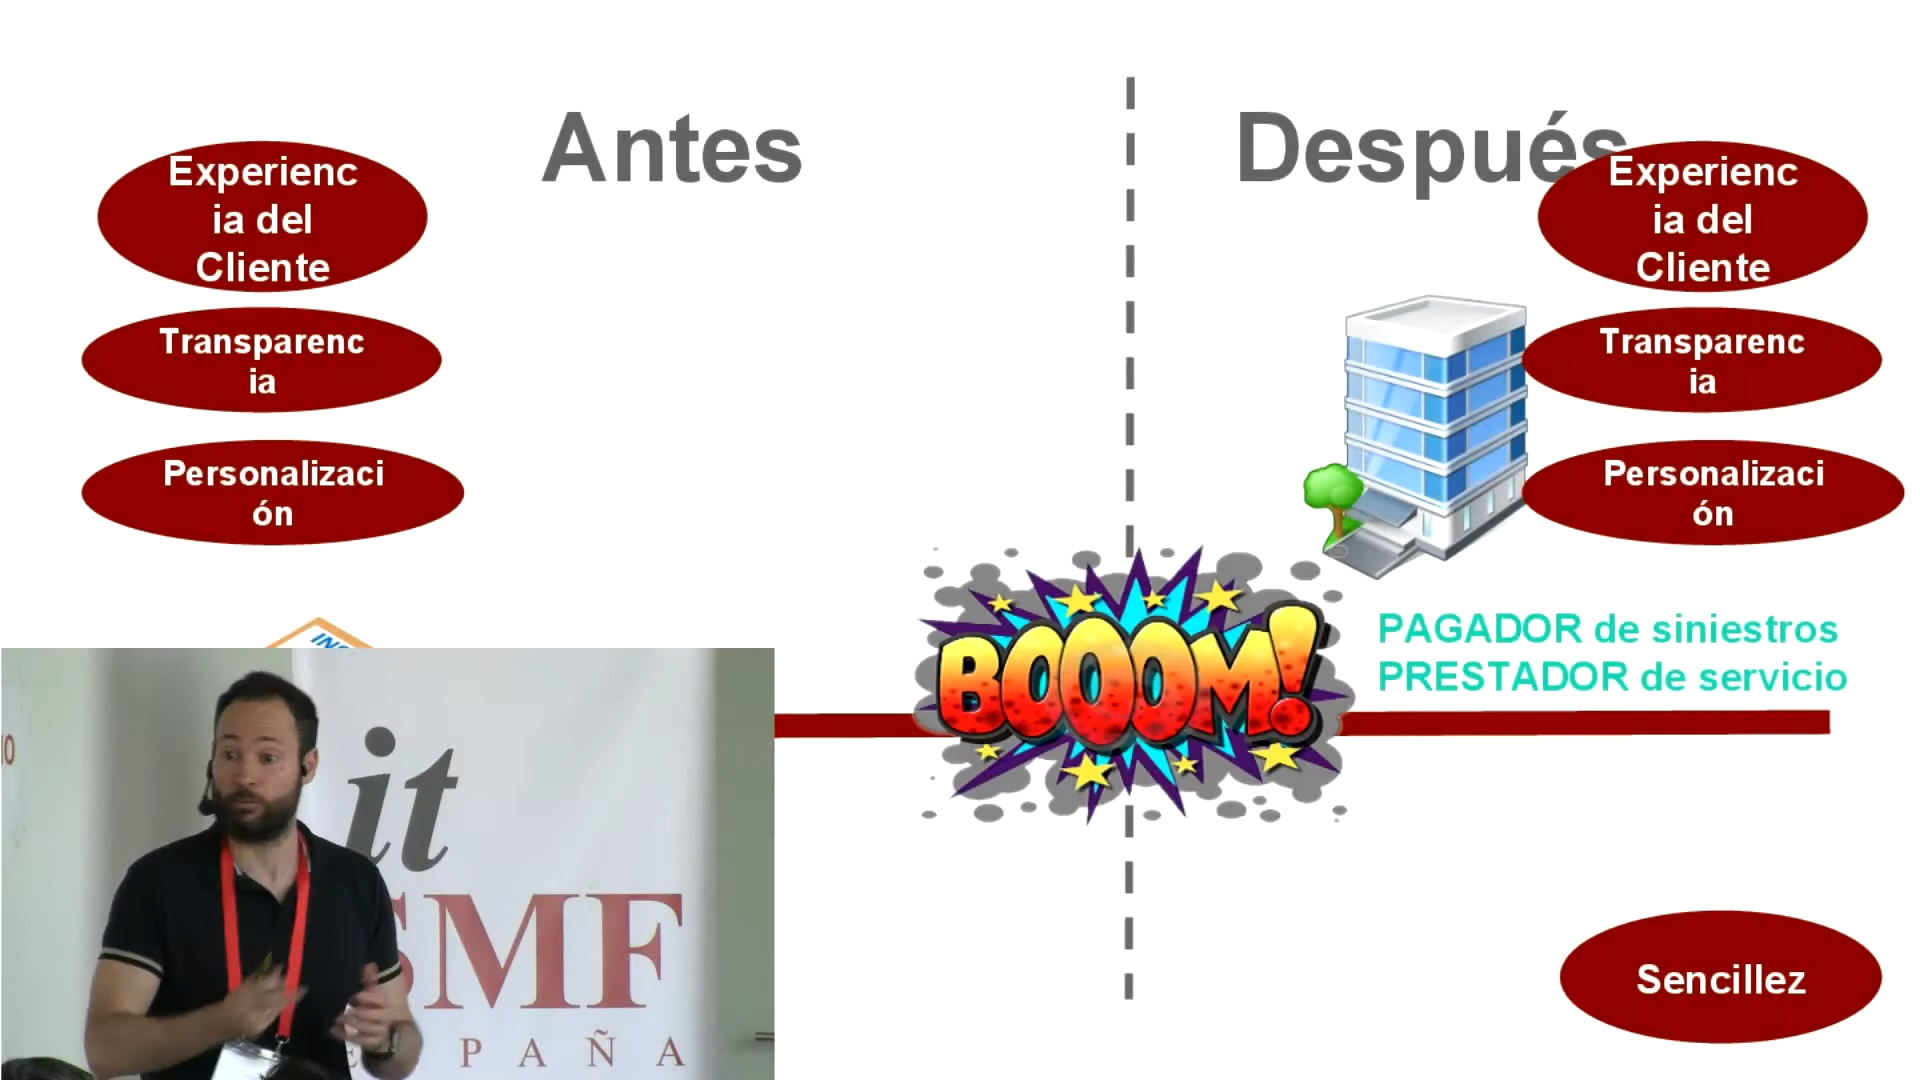 Antes
Después
Experienc
ia del
Cliente
Transparenc
ia
Personalizaci
ón
Experienc
ia del
Cliente
Transparenc
ia
Personalizaci
ón
BOOOM!
PAGADOR de siniestros
PRESTADOR de servicio
Sencillez
it
SMF
ESPAÑA